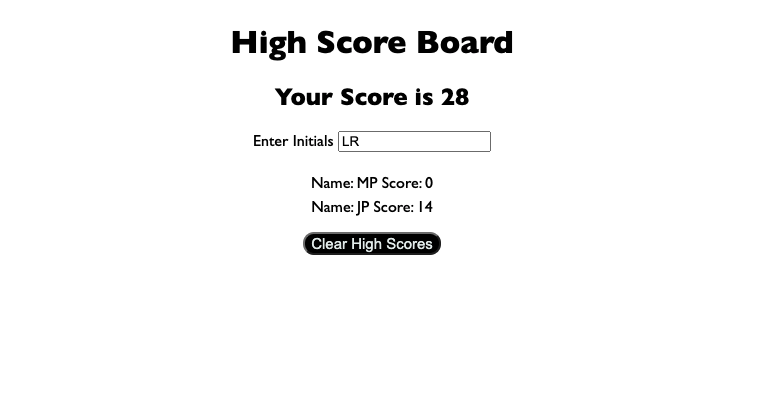 High Score Board
Your Score is 28
Enter Initials LR
Name: MP Score: 0
Name: JP Score: 14
Clear High Scores